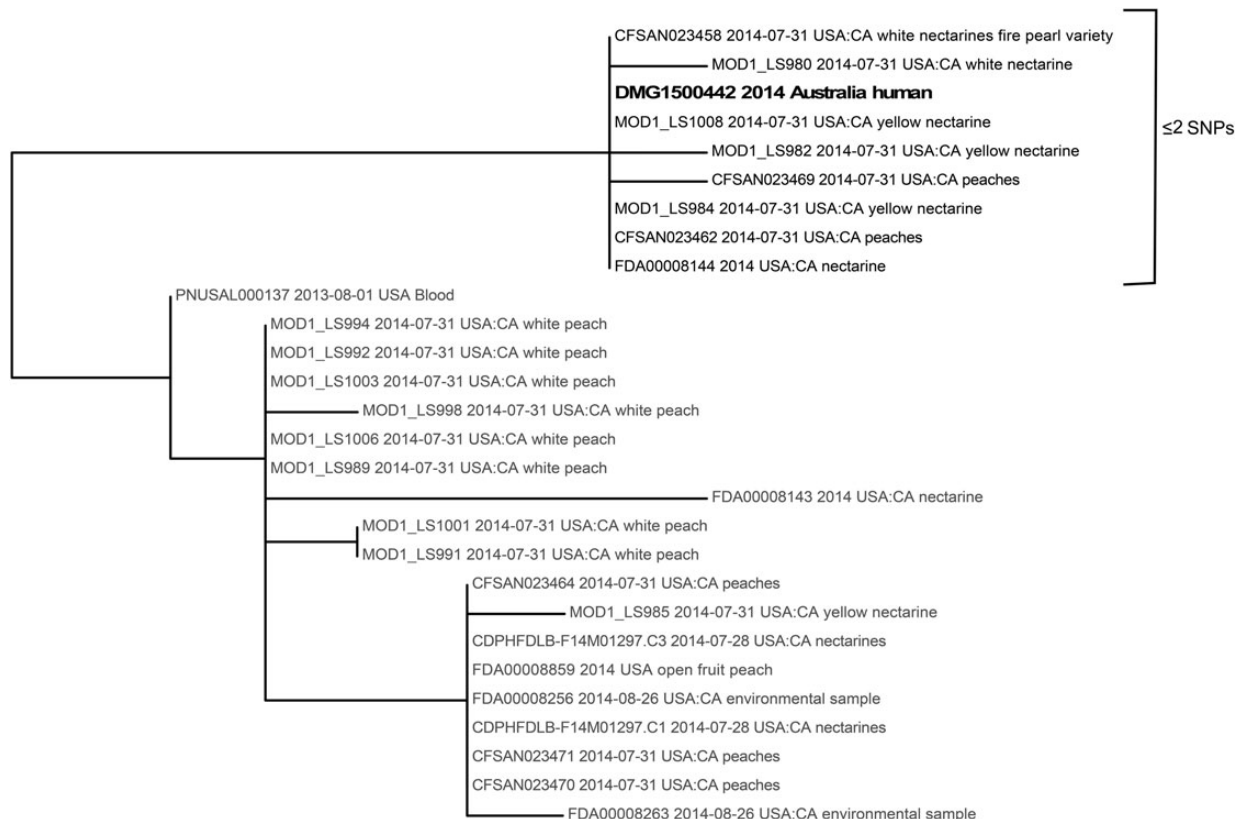 CFSAN023458 2014-07-31 USA:CA white nectarines fire pearl variety
MOD1_LS980 2014-07-31 USA:CA white nectarine
DMG1500442 2014 Australia human
MOD1_LS1008 2014-07-31 USA:CA yellow nectarine
≤2 SNPs
MOD1_LS982 2014-07-31 USA:CA yellow nectarine
CFSAN023469 2014-07-31 USA:CA peaches
MOD1_LS984 2014-07-31 USA:CA yellow nectarine
CFSAN023462 2014-07-31 USA:CA peaches
FDA00008144 2014 USA:CA nectarine
PNUSAL000137 2013-08-01 USA Blood
MOD1_LS994 2014-07-31 USA:CA white peach
MOD1_LS992 2014-07-31 USA:CA white peach
MOD1_LS1003 2014-07-31 USA:CA white peach
MOD1_LS998 2014-07-31 USA:CA white peach
MOD1_LS1006 2014-07-31 USA:CA white peach
MOD1_LS989 2014-07-31 USA:CA white peach
FDA00008143 2014 USA:CA nectarine
MOD1_LS1001 2014-07-31 USA:CA white peach
MOD1_LS991 2014-07-31 USA:CA white peach
CFSAN023464 2014-07-31 USA:CA peaches
MOD1_LS985 2014-07-31 USA:CA yellow nectarine
CDPHFDLB-F14M01297.C3 2014-07-28 USA:CA nectarines
FDA00008859 2014 USA open fruit peach
FDA00008256 2014-08-26 USA:CA environmental sample
CDPHFDLB-F14M01297.C1 2014-07-28 USA:CA nectarines
CFSAN023471 2014-07-31 USA:CA peaches
CFSAN023470 2014-07-31 USA:CA peaches
FDA00008263 2014-08-26 USA:CA environmental sample